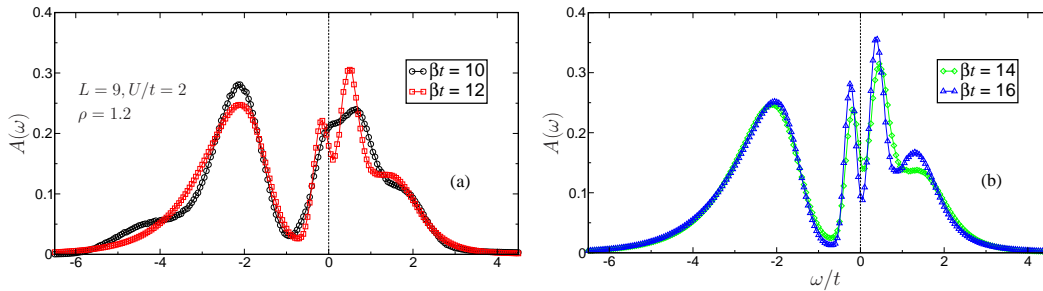 0.4
0.3
0.2
0.1
0
A(ω)
L = 9, U/t = 2
ρ = 1.2
βt = 10
βt = 12
(a)
-6 -4 -2 0 2 4
0.4
0.3
0.2
0.1
0
A(ω)
βt = 14
βt = 16
(b)
-6 -4 -2 0 2 4
ω/t